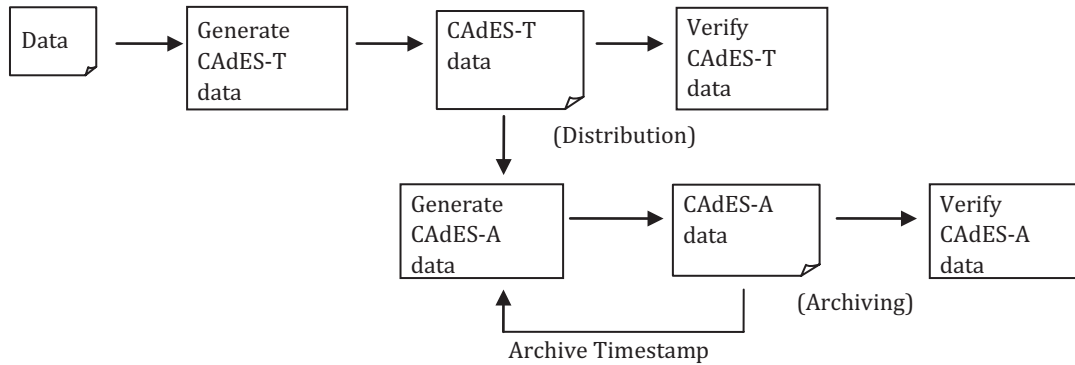 Data
Generate
CAdES-T
data
CAdES-T
data
Verify
CAdES-T
data
(Distribution)
Generate
CAdES-A
data
CAdES-A
data
Verify
CAdES-A
data
(Archiving)
Archive Timestamp